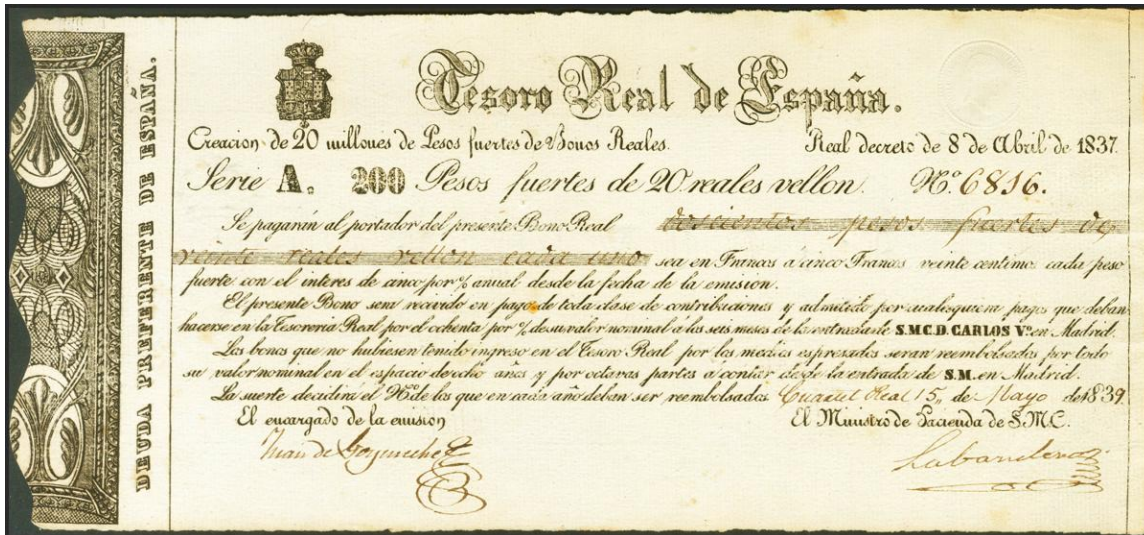 DEUDA PREFERENTE DE ESPAÑA.
Tesoro Real de España.
Creacion de 20 millones de Pesos fuertes de Bonos Reales. Real decreto de 8 de Abril de 1837.
Serie A. 200 Pesos fuertes de 20 reales vellon. Nº 6816.
Se pagarán al portador del presente Bono Real doscientos pesos fuertes de
veinte reales vellon cada uno sea en Francos a cinco Francos veinte centimos cada peso
fuerte con el interes de cinco por % anual desde la fecha de la emision.
El presente Bono sera recivido en pago de toda clase de contribuciones y admitido por cualesquiera pagos que deban
hacerse en la Tesoreria Real por el ochenta por % de su valor nominal a los seis meses de la entrada de S.M.C.D. CARLOS Vº en Madrid.
Los bonos que no hubiesen tenido ingreso en el Tesoro Real por los medios espresados seran reembolsados por todo
su valor nominal en el espacio de ocho años y por octavas partes a contar desde la entrada de S.M. en Madrid.
La suerte decidirá el Nº de los que en cada año deban ser reembolsados. Cuartel Real 15,, de Mayo de 1839.
El encargado de la emision El Ministro de Hacienda de S.M.C.
Juan de Goyeneche Labandero